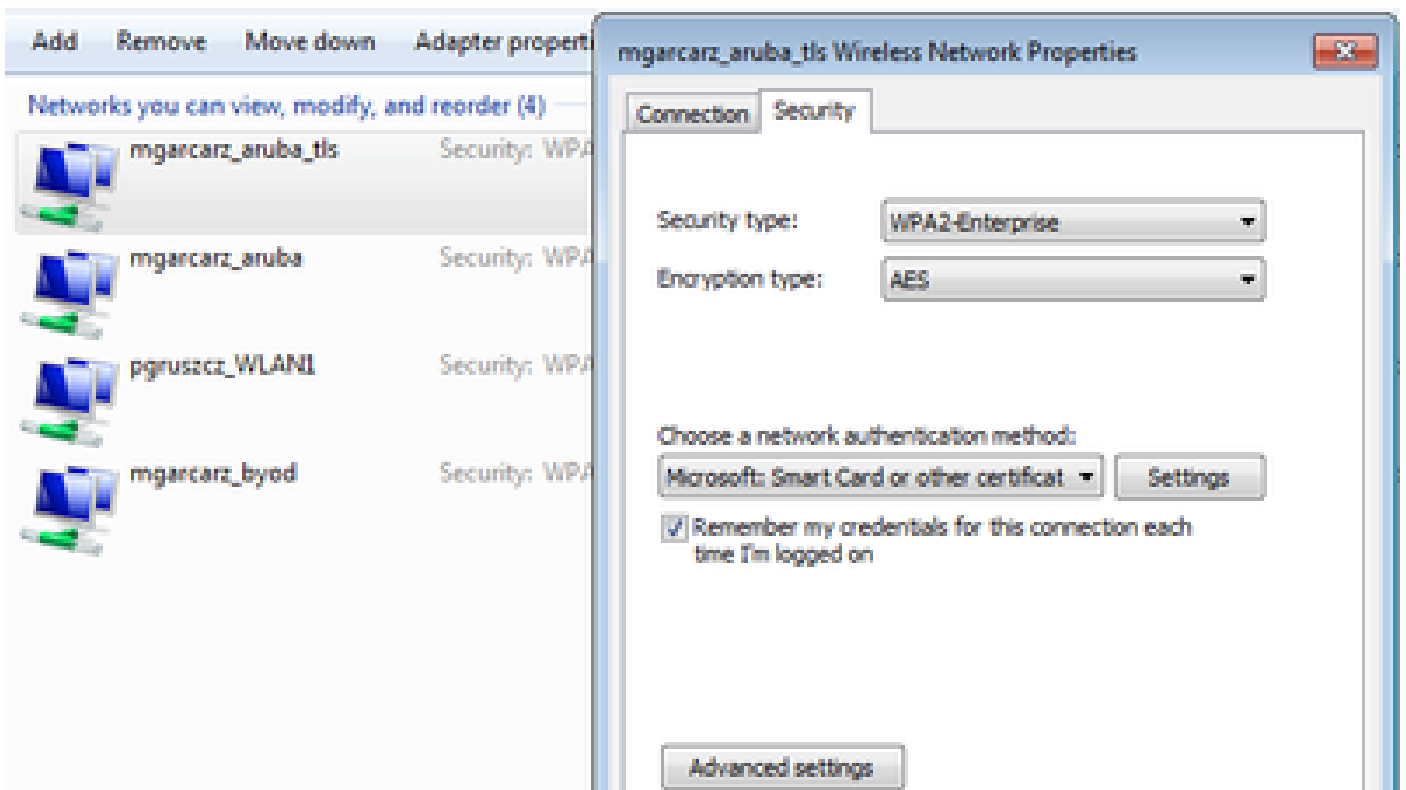 Add Remove Move down Adapter properti
Networks you can view, modify, and reorder (4)
mgarcarz_aruba_tls Security: WPA
mgarcarz_aruba Security: WPA
pgruszcz_WLAN1 Security: WPA
mgarcarz_byod Security: WPA
mgarcarz_aruba_tls Wireless Network Properties
Connection Security
Security type: WPA2-Enterprise
Encryption type: AES
Choose a network authentication method:
Microsoft: Smart Card or other certificat Settings
Remember my credentials for this connection each
time I'm logged on
Advanced settings